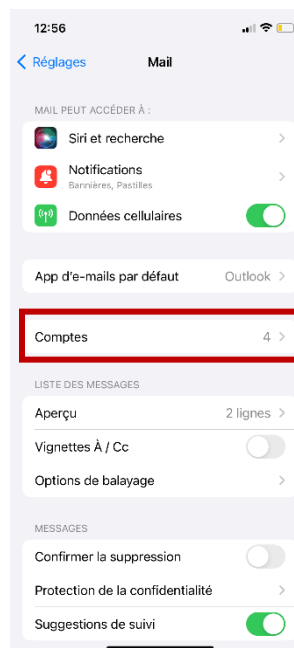 12:56
Réglages
Mail
MAIL PEUT ACCÉDER À :
Siri et recherche
Notifications
Bannières, Pastilles
Données cellulaires
App d'e-mails par défaut Outlook
Comptes 4
LISTE DES MESSAGES
Aperçu 2 lignes
Vignettes À / Cc
Options de balayage
MESSAGES
Confirmer la suppression
Protection de la confidentialité
Suggestions de suivi